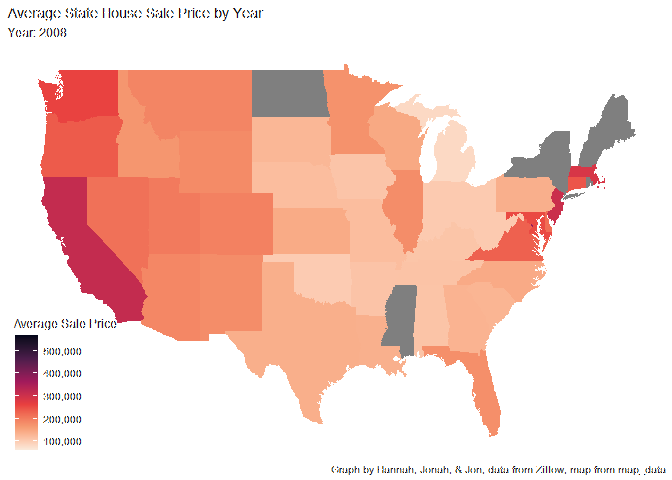 Average State House Sale Price by Year
Year: 2008
Average Sale Price
500,000
400,000
300,000
200,000
100,000
Graph by Hannah, Jonah, & Jon, data from Zillow, map from map_data